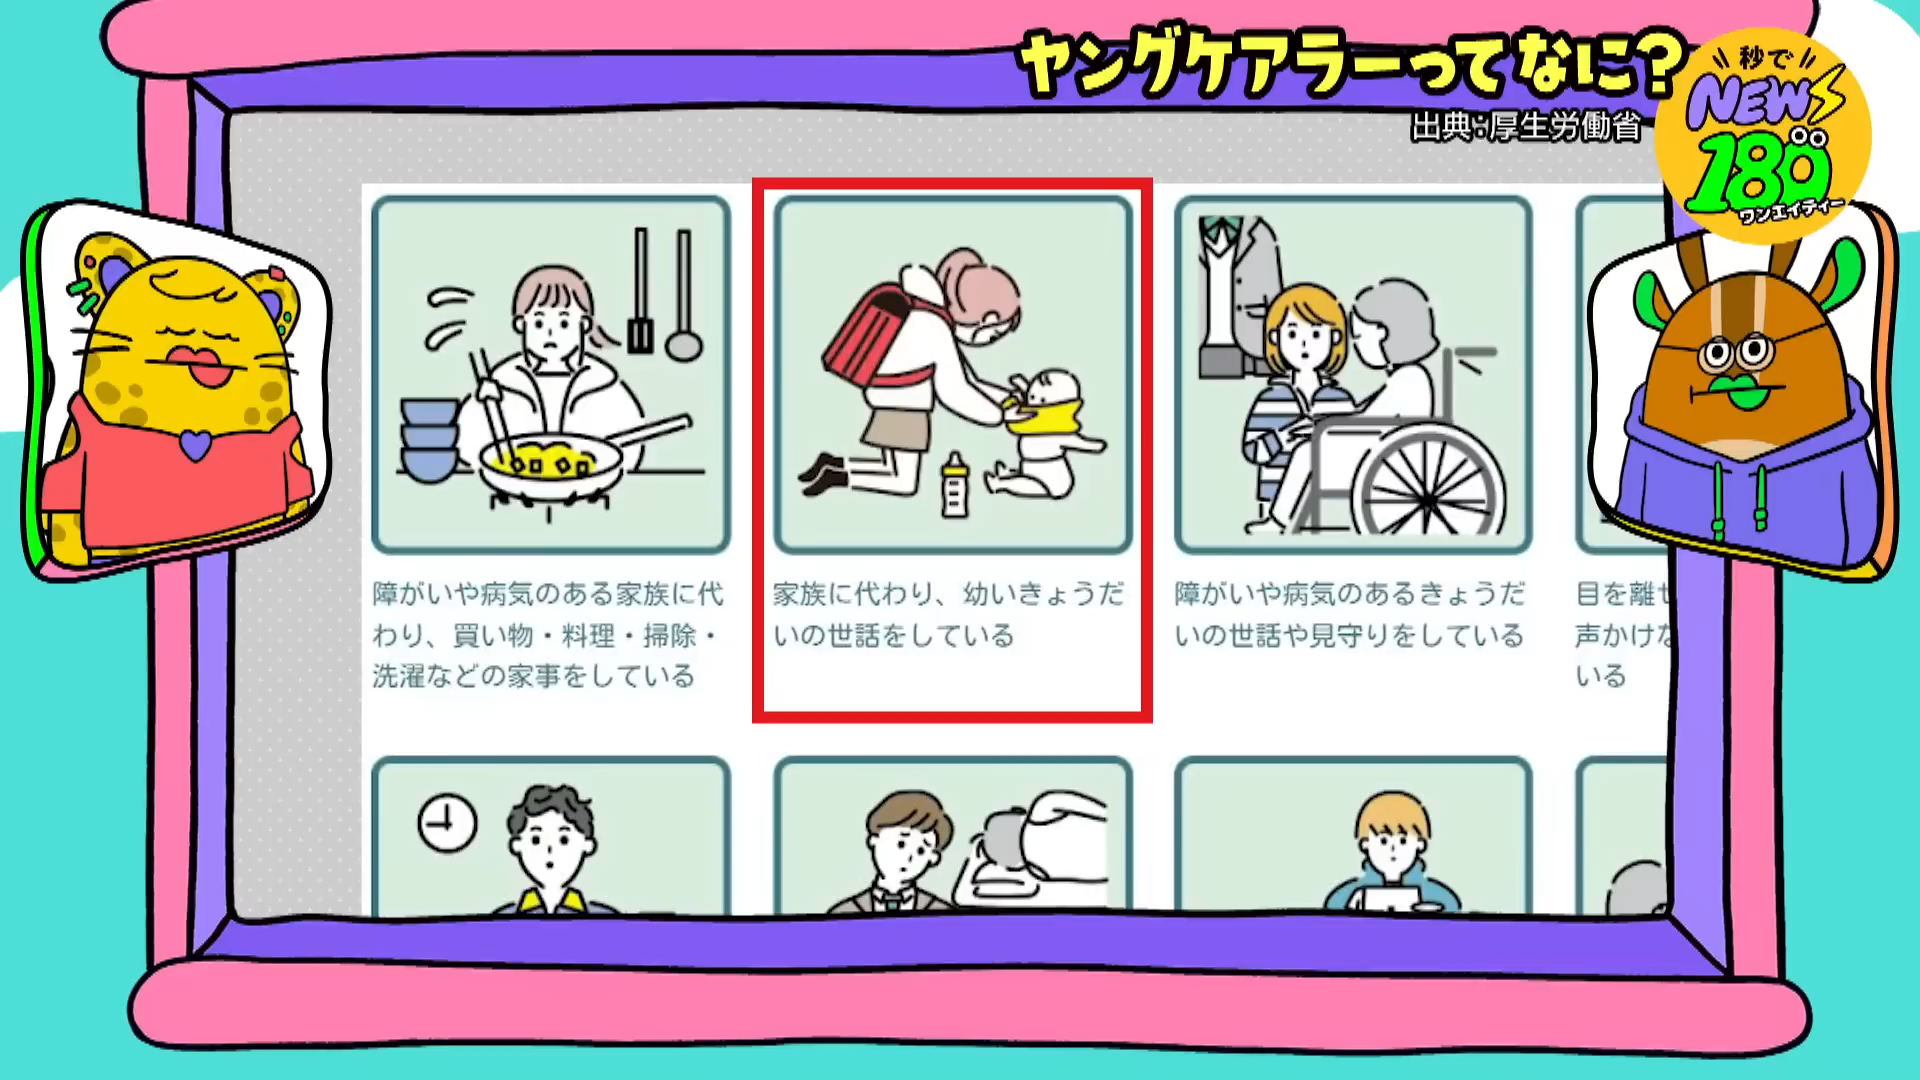 ヤングケアラーってなに?
出典:厚生労働省
秒で
NEWS
180
ワンエイティー
障がいや病気のある家族に代
わり、買い物・料理・掃除・
洗濯などの家事をしている
家族に代わり、幼いきょうだ
いの世話をしている
障がいや病気のあるきょうだ
いの世話や見守りをしている
目を離せ
声かけな
いる